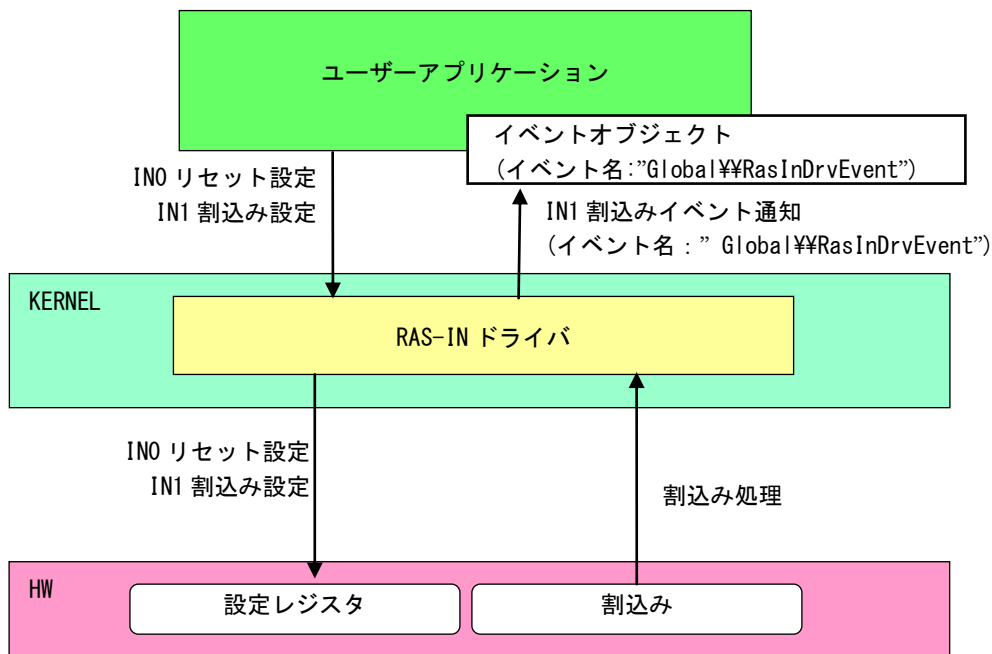 ユーザーアプリケーション
イベントオブジェクト
(イベント名:”Global¥¥RasInDrvEvent”)
IN0 リセット設定
IN1 割込み設定
IN1 割込みイベント通知
(イベント名：” Global¥¥RasInDrvEvent”)
KERNEL
RAS-IN ドライバ
IN0 リセット設定
IN1 割込み設定
割込み処理
HW
設定レジスタ
割込み